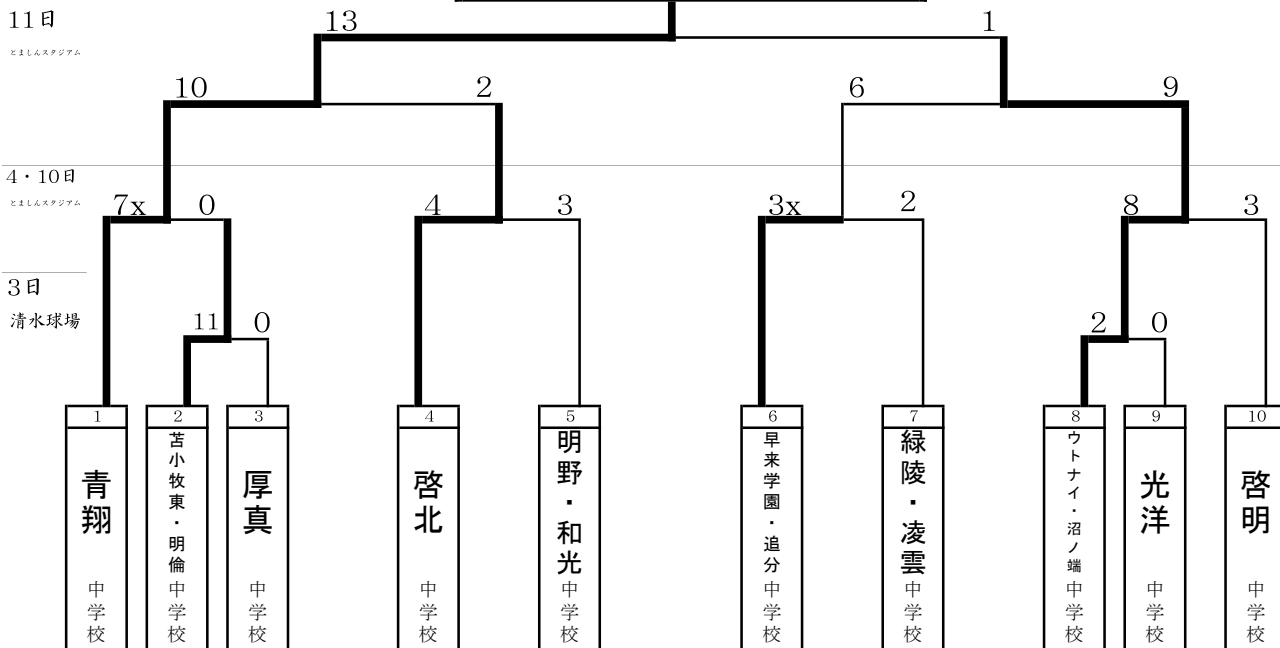 11日
13
1
とましんスタジアム
10
2
6
9
4・10日
とましんスタジアム
7x
0
4
3
3x
2
8
3
3日
清水球場
11
0
2
0
1
2
3
4
5
6
7
8
9
10
青翔中学校
苫小牧東・明倫中学校
厚真中学校
啓北中学校
明野・和光中学校
早来学園・追分中学校
緑陵・凌雲中学校
ウトナイ・沼ノ端中学校
光洋中学校
啓明中学校